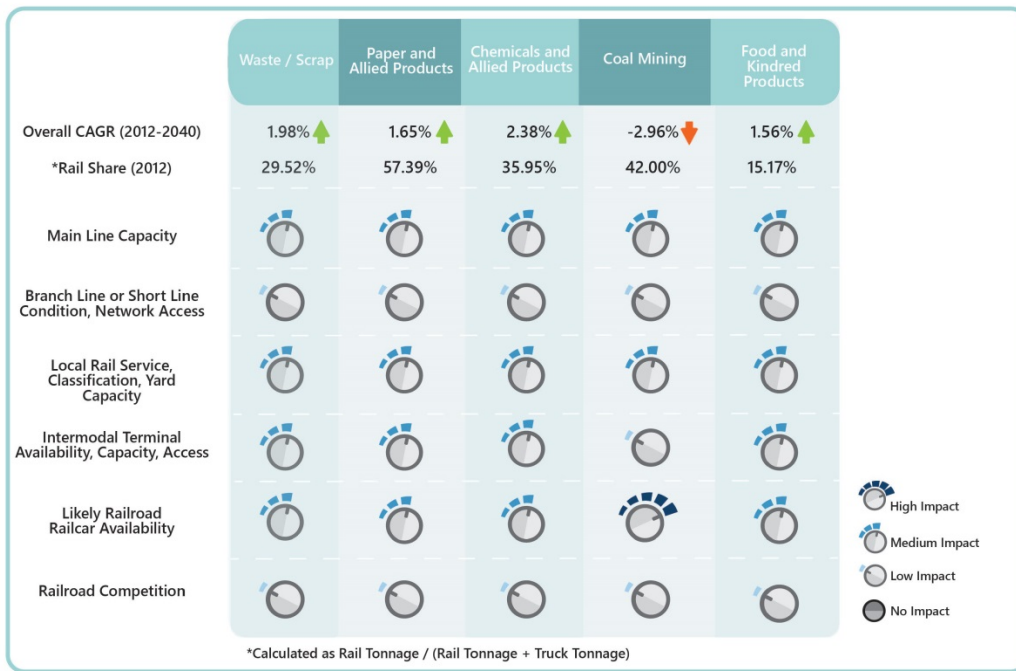 Waste / Scrap
Paper and
Allied Products
Chemicals and
Allied Products
Coal Mining
Food and
Kindred
Products
Overall CAGR (2012-2040)
1.98%
1.65%
2.38%
-2.96%
1.56%
*Rail Share (2012)
29.52%
57.39%
35.95%
42.00%
15.17%
Main Line Capacity
Branch Line or Short Line
Condition, Network Access
Local Rail Service,
Classification, Yard
Capacity
Intermodal Terminal
Availability, Capacity, Access
Likely Railroad
Railcar Availability
Railroad Competition
High Impact
Medium Impact
Low Impact
No Impact
*Calculated as Rail Tonnage / (Rail Tonnage + Truck Tonnage)